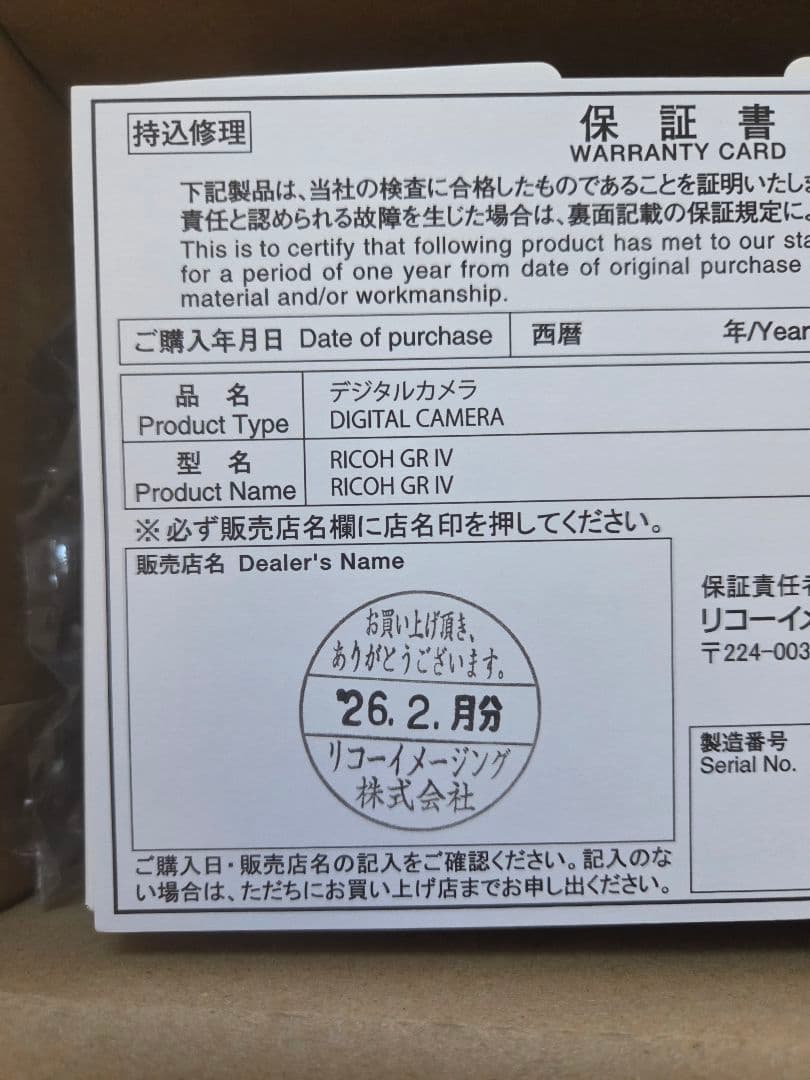 持込修理
保証書
WARRANTY CARD
下記製品は、当社の検査に合格したものであることを証明いたしま
責任と認められる故障を生じた場合は、裏面記載の保証規定によ
This is to certify that following product has met to our sta
for a period of one year from date of original purchase
material and/or workmanship.
ご購入年月日 Date of purchase 西暦 年/Year
品名 デジタルカメラ
Product Type DIGITAL CAMERA
型名 RICOH GR IV
Product Name RICOH GR IV
※必ず販売店名欄に店名印を押してください。
販売店名 Dealer's Name
お買い上げ頂き、
ありがとうございます。
'26. 2. 月分
リコーイメージング
株式会社
保証責任者
リコーイメ
〒224-003
製造番号
Serial No.
ご購入日・販売店名の記入をご確認ください。記入のな
い場合は、ただちにお買い上げ店までお申し出ください。